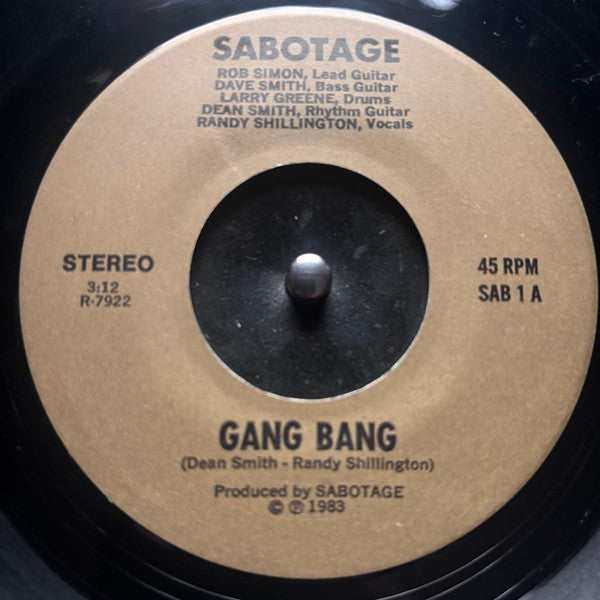 SABOTAGE
ROB SIMON, Lead Guitar
DAVE SMITH, Bass Guitar
LARRY GREENE, Drums
DEAN SMITH, Rhythm Guitar
RANDY SHILLINGTON, Vocals
STEREO
3:12
R-7922
45 RPM
SAB 1 A
GANG BANG
(Dean Smith - Randy Shillington)
Produced by SABOTAGE
© ℗ 1983